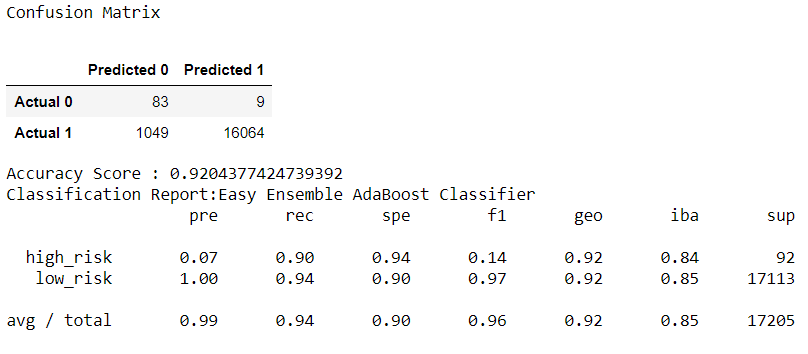 Confusion Matrix
Predicted 0 Predicted 1
Actual 0 83 9
Actual 1 1049 16064
Accuracy Score : 0.9204377424739392
Classification Report:Easy Ensemble AdaBoost Classifier
pre rec spe f1 geo iba sup
high_risk 0.07 0.90 0.94 0.14 0.92 0.84 92
low_risk 1.00 0.94 0.90 0.97 0.92 0.85 17113
avg / total 0.99 0.94 0.90 0.96 0.92 0.85 17205